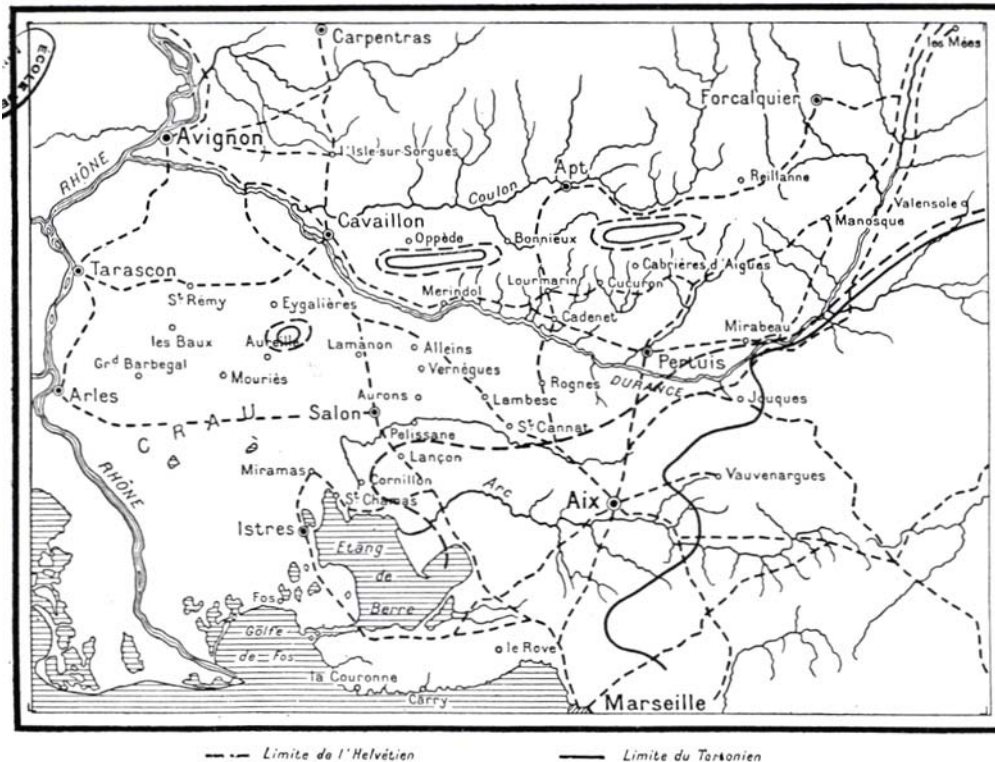 ÉCOLE
Carpentras
les Mées
Forcalquier
Avignon
RHÔNE
l'Isle-sur-Sorgues
Apt
Coulon
Reillanne
Valensole
Manosque
Cavaillon
Oppède
Bonnieux
Cabrières d'Aigues
Tarascon
Lourmarin
Cucuron
Merindol
St Rémy
Eygalières
Cadenet
Mirabeau
les Baux
Aureille
Lamanon
Alleins
Pertuis
Grd Barbegal
Mouriès
Vernègues
DURANCE
Rognes
Arles
Aurons
Lambesc
Jouques
Salon
CRAU
St Cannat
Pelissane
à
Lançon
RHÔNE
Miramas
Cornillon
Vauvenargues
St Chamas
Arc
Aix
Istres
Etang
de
Berre
Fos
Golfe
de-Fos
le Rove
la Couronne
Carry
Marseille
Limite de l'Helvétien
Limite du Tortonien